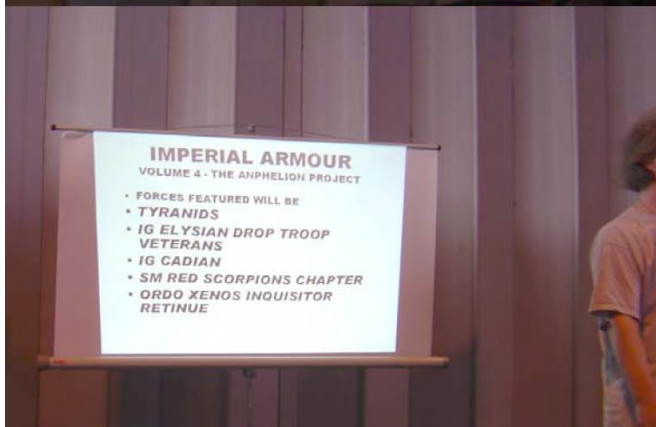 IMPERIAL ARMOUR
VOLUME 4 - THE ANPHELION PROJECT
• FORCES FEATURED WILL BE
• TYRANIDS
• IG ELYSIAN DROP TROOP
VETERANS
• IG CADIAN
• SM RED SCORPIONS CHAPTER
• ORDO XENOS INQUISITOR
RETINUE